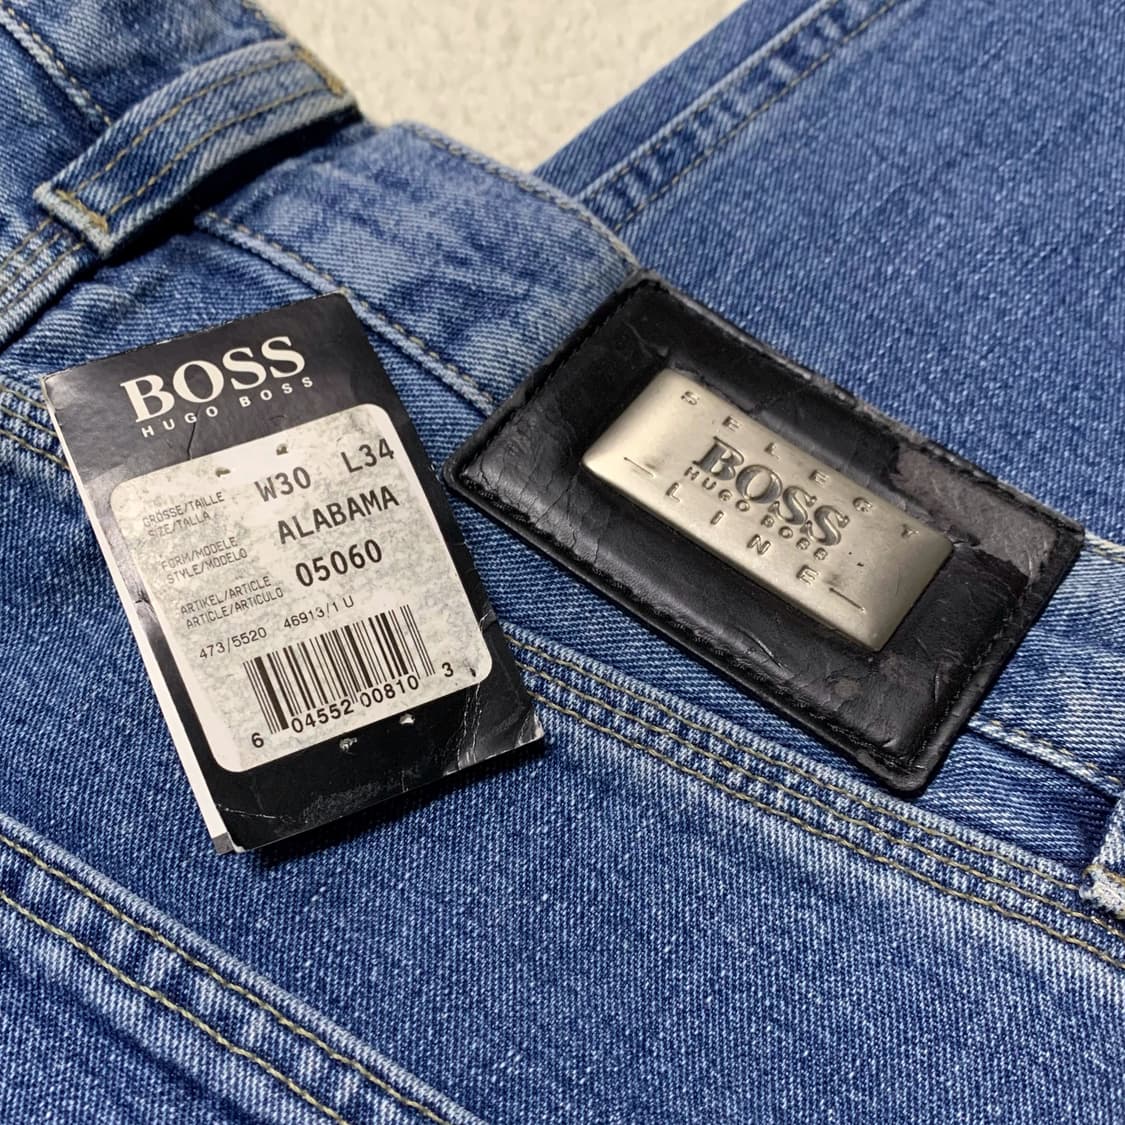 BOSS
HUGO BOSS
GRÖSSE/TAILLE
SIZE/TALLA
W30 L34
FORM/MODELE
STYLE/MODELO
ALABAMA
ARTIKEL/ARTICLE
ARTICLE/ARTICULO
05060
473/5520 46913/1 U
6 04552 00810 3
SELECT
BOSS
HUGO BOSS
LINE